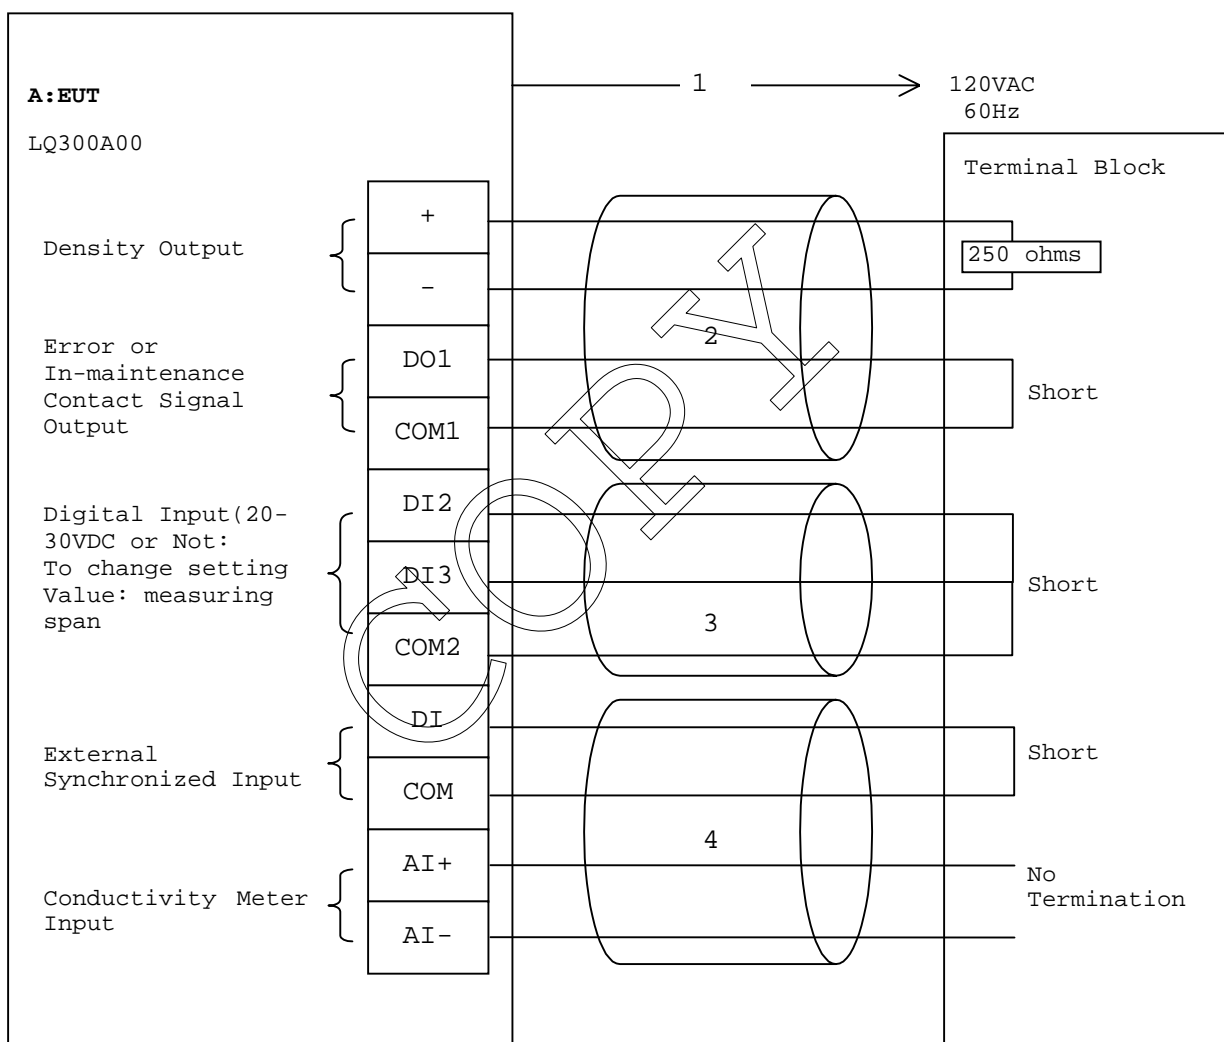 A:EUT
LQ300A00
1
120VAC
60Hz
Terminal Block
Density Output
+
-
250 ohms
2
Error or
In-maintenance
Contact Signal
Output
DO1
COM1
Short
Digital Input(20-
30VDC or Not:
To change setting
Value: measuring
span
DI2
DI3
COM2
3
Short
External
Synchronized Input
DI
COM
Short
4
Conductivity Meter
Input
AI+
AI-
No
Termination
COPY